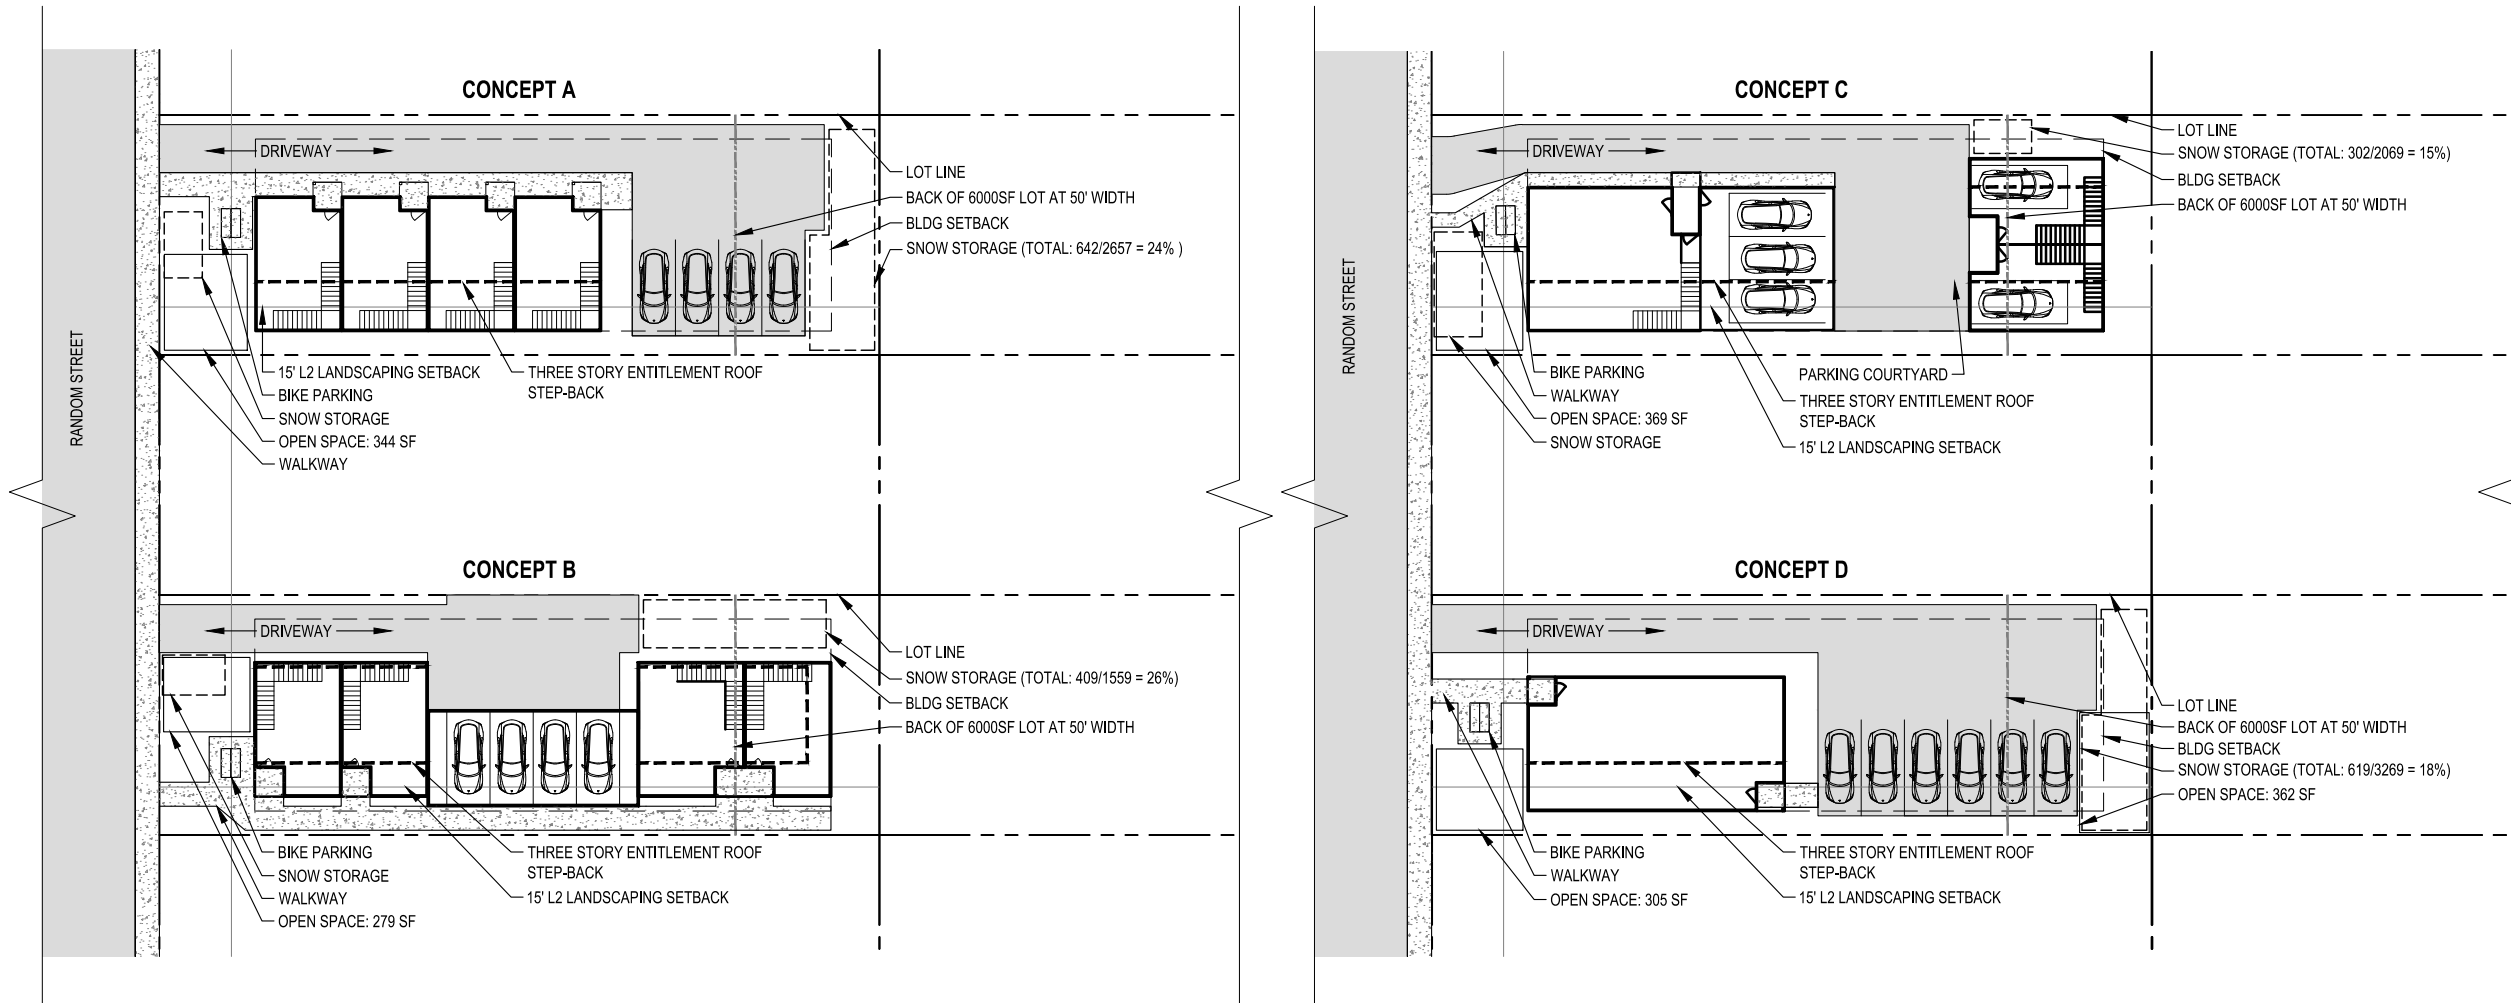 CONCEPT A
DRIVEWAY
LOT LINE
BACK OF 6000SF LOT AT 50' WIDTH
BLDG SETBACK
SNOW STORAGE (TOTAL: 642/2657 = 24% )
RANDOM STREET
15' L2 LANDSCAPING SETBACK
BIKE PARKING
SNOW STORAGE
OPEN SPACE: 344 SF
WALKWAY
THREE STORY ENTITLEMENT ROOF
STEP-BACK
CONCEPT B
DRIVEWAY
LOT LINE
SNOW STORAGE (TOTAL: 409/1559 = 26%)
BLDG SETBACK
BACK OF 6000SF LOT AT 50' WIDTH
BIKE PARKING
SNOW STORAGE
WALKWAY
OPEN SPACE: 279 SF
THREE STORY ENTITLEMENT ROOF
STEP-BACK
15' L2 LANDSCAPING SETBACK
CONCEPT C
DRIVEWAY
LOT LINE
SNOW STORAGE (TOTAL: 302/2069 = 15%)
BLDG SETBACK
BACK OF 6000SF LOT AT 50' WIDTH
RANDOM STREET
BIKE PARKING
WALKWAY
OPEN SPACE: 369 SF
SNOW STORAGE
PARKING COURTYARD
THREE STORY ENTITLEMENT ROOF
STEP-BACK
15' L2 LANDSCAPING SETBACK
CONCEPT D
DRIVEWAY
LOT LINE
BACK OF 6000SF LOT AT 50' WIDTH
BLDG SETBACK
SNOW STORAGE (TOTAL: 619/3269 = 18%)
OPEN SPACE: 362 SF
BIKE PARKING
WALKWAY
OPEN SPACE: 305 SF
THREE STORY ENTITLEMENT ROOF
STEP-BACK
15' L2 LANDSCAPING SETBACK